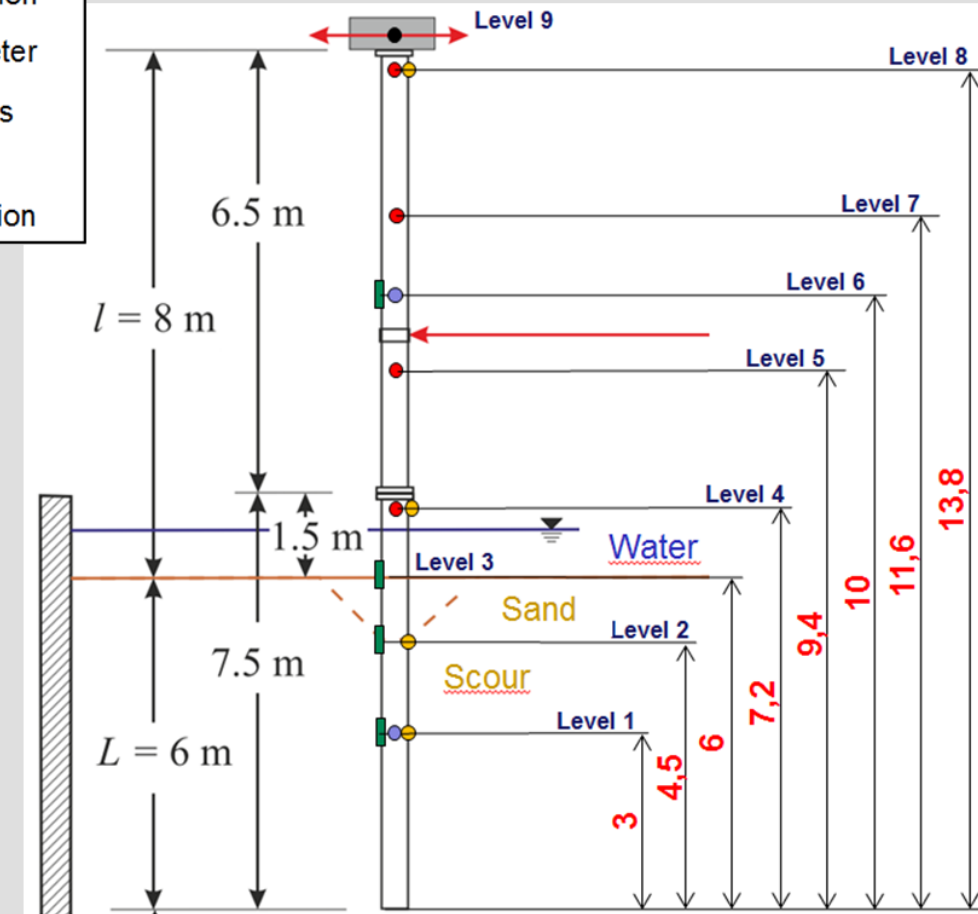 Level 9
Level 8
Level 7
6.5 m
Level 6
l = 8 m
Level 5
13,8
Level 4
1.5 m
Water
11,6
Level 3
10
Sand
9,4
Level 2
7.5 m
Scour
7,2
Level 1
6
L = 6 m
4,5
3